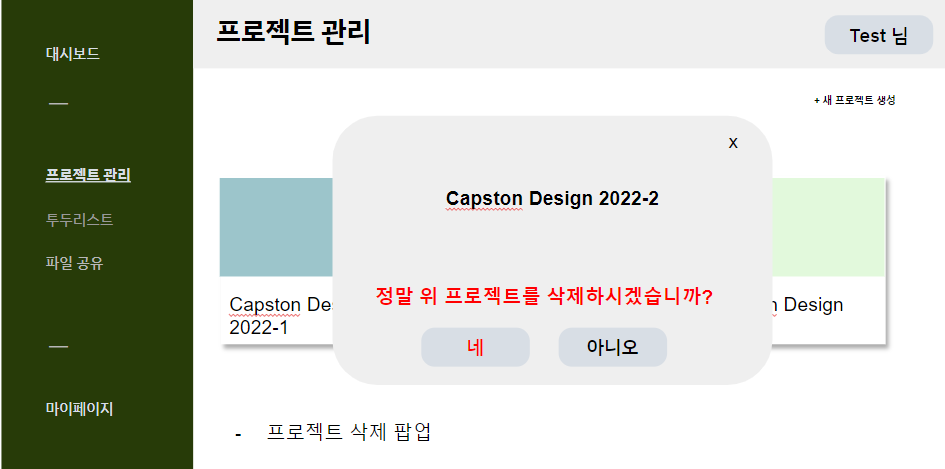 대시보드
프로젝트 관리
투두리스트
파일 공유
마이페이지
프로젝트 관리
Test 님
+ 새 프로젝트 생성
x
Capston Design 2022-2
정말 위 프로젝트를 삭제하시겠습니까?
네
아니오
Capston De
2022-1
Design
- 프로젝트 삭제 팝업